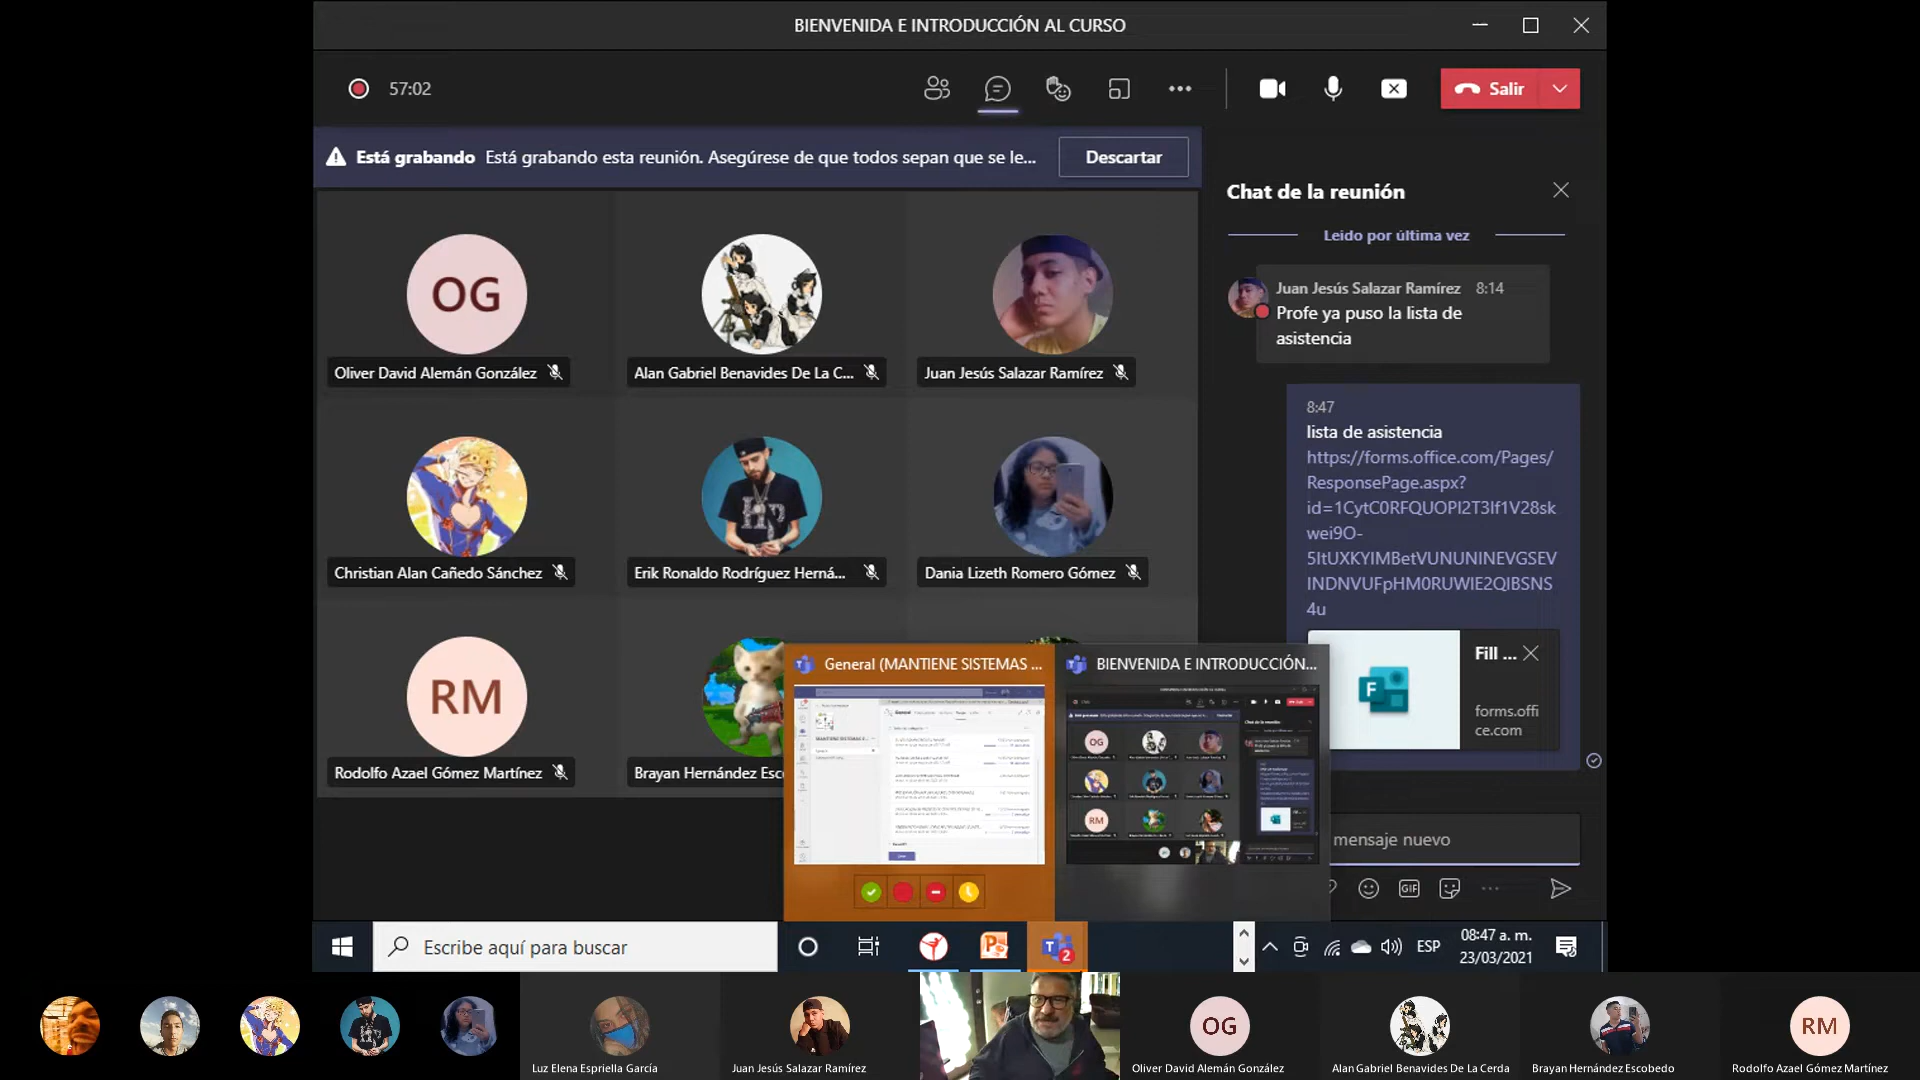 BIENVENIDA E INTRODUCCIÓN AL CURSO
57:02
Salir
Está grabando Está grabando esta reunión. Asegúrese de que todos sepan que se le...
Descartar
Chat de la reunión
Leído por última vez
Juan Jesús Salazar Ramírez 8:14
Profe ya puso la lista de
asistencia
8:47
lista de asistencia
https://forms.office.com/Pages/
ResponsePage.aspx?
id=1CytC0RFQUOPI2T3If1V28sk
wei9O-
5ItUXKYIMBetVUNUNINEVGSEV
INDNVUFpHM0RUWIE2QlBSNS
4u
Fill ...
forms.offi
ce.com
OG
Oliver David Alemán González
Alan Gabriel Benavides De La C...
Juan Jesús Salazar Ramírez
Christian Alan Cañedo Sánchez
Erik Ronaldo Rodríguez Herná...
Dania Lizeth Romero Gómez
RM
Rodolfo Azael Gómez Martínez
Brayan Hernández Esco
General (MANTIENE SISTEMAS ...
BIENVENIDA E INTRODUCCIÓN...
mensaje nuevo
GIF
Escribe aquí para buscar
2
ESP
08:47 a. m.
23/03/2021
Luz Elena Espriella García
Juan Jesús Salazar Ramírez
OG
Oliver David Alemán González
Alan Gabriel Benavides De La Cerda
Brayan Hernández Escobedo
RM
Rodolfo Azael Gómez Martínez